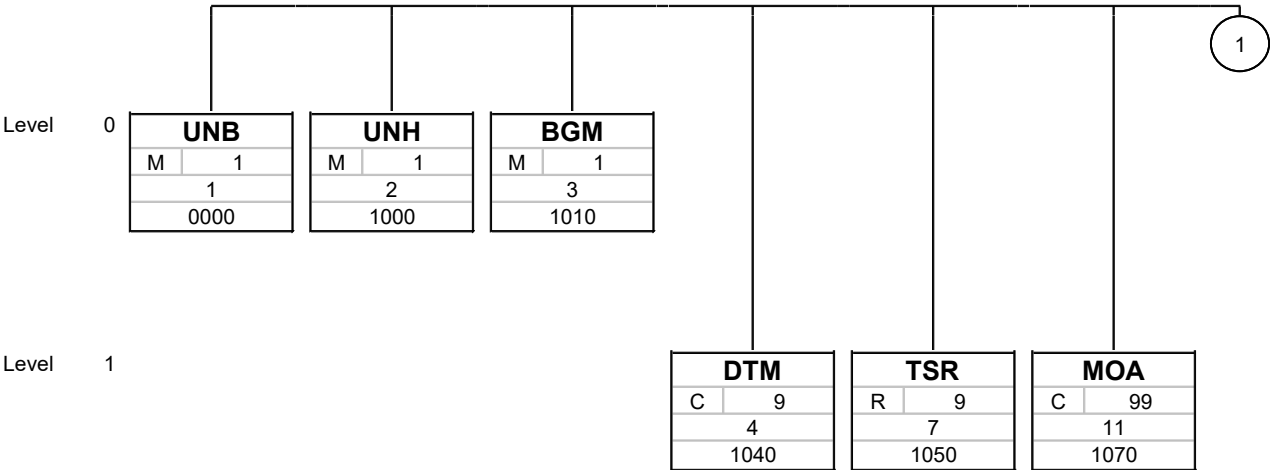 1
Level 0 UNB UNH BGM
M 1 M 1 M 1
1 2 3
0000 1000 1010
Level 1 DTM TSR MOA
C 9 R 9 C 99
4 7 11
1040 1050 1070